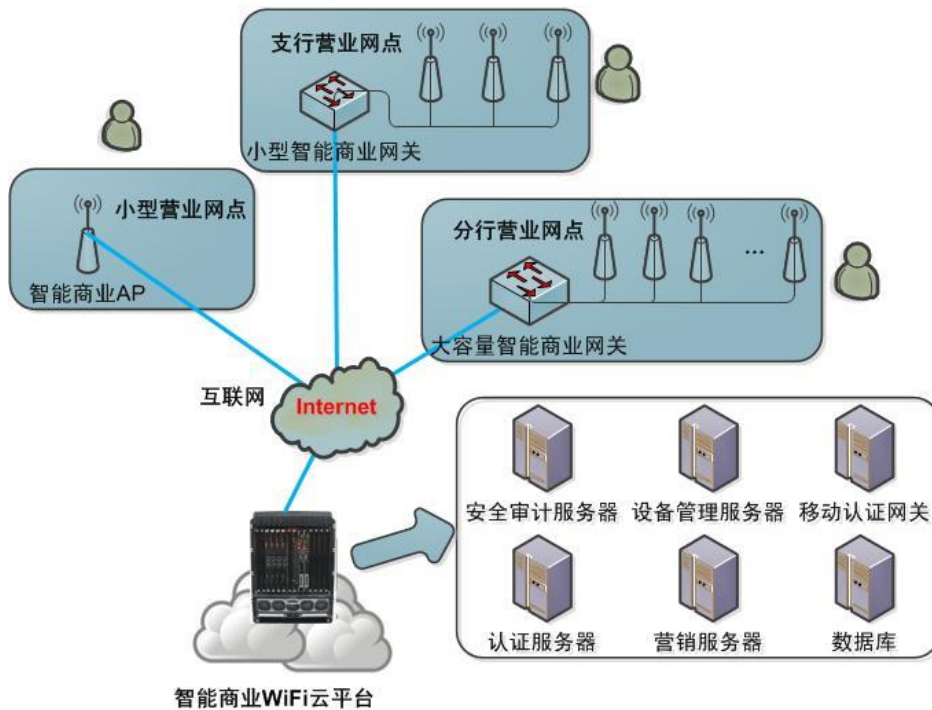 支行营业网点
小型智能商业网关
小型营业网点
智能商业AP
分行营业网点
...
大容量智能商业网关
互联网
Internet
安全审计服务器
设备管理服务器
移动认证网关
认证服务器
营销服务器
数据库
智能商业WiFi云平台